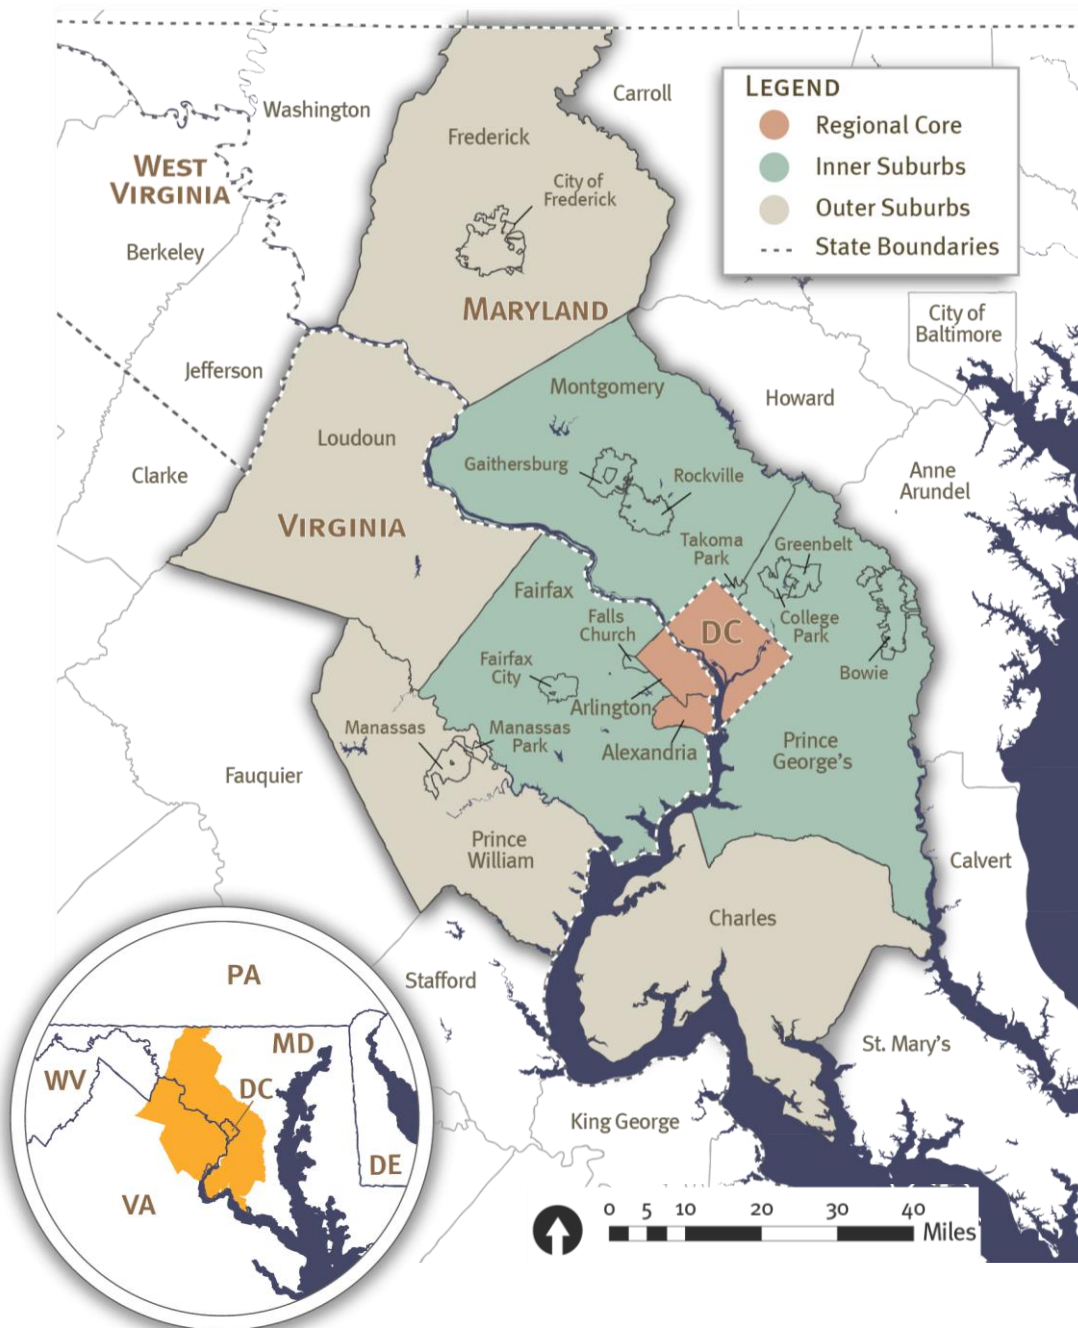 Washington
Carroll
LEGEND
Regional Core
Inner Suburbs
Outer Suburbs
State Boundaries
Frederick
WEST
VIRGINIA
City of
Frederick
Berkeley
MARYLAND
City of
Baltimore
Jefferson
Montgomery
Howard
Loudoun
Clarke
Gaithersburg
Rockville
Anne
Arundel
VIRGINIA
Takoma
Park
Greenbelt
Fairfax
Falls
Church
DC
College
Park
Fairfax
City
Bowie
Arlington
Manassas
Manassas
Park
Alexandria
Prince
George's
Fauquier
Prince
William
Calvert
Charles
Stafford
St. Mary's
King George
PA
MD
WV
DC
DE
VA
0 5 10 20 30 40
Miles